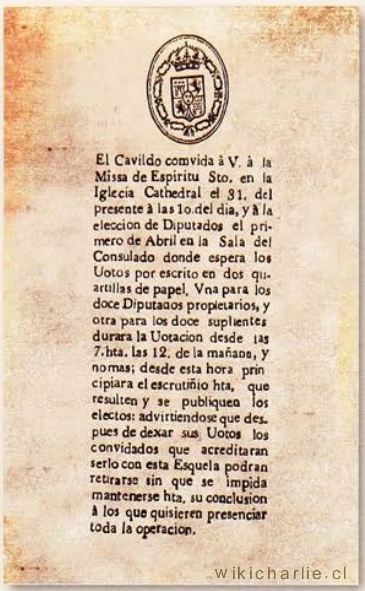 El Cavildo comvida à V. à la
Missa de Espiritu Sto. en la
Iglecia Cathedral el 31. del
presente à las 10.del dia, y à la
eleccion de Diputados el pri-
mero de Abril en la Sala del
Consulado donde espera los
Uotos por escrito en dos qu-
artillas de papel, Vna para los
doce Diputados propietarios, y
otra para los doce suplientes
durara la Uotacion desde las
7.hta. las 12. de la mañana, y
nomas; desde esta hora prin
cipiara el escrutiñio hta, que
resulten y se publiquen los
electos: advirtiendose que des-
pues de dexar sus Uotos los
convidados que acreditaran
serlo con esta Esquela podran
retirarse sin que se impida
mantenerse hta, su conclusion
à los que quisieren presenciar
toda la operacion.
wikicharlie.cl